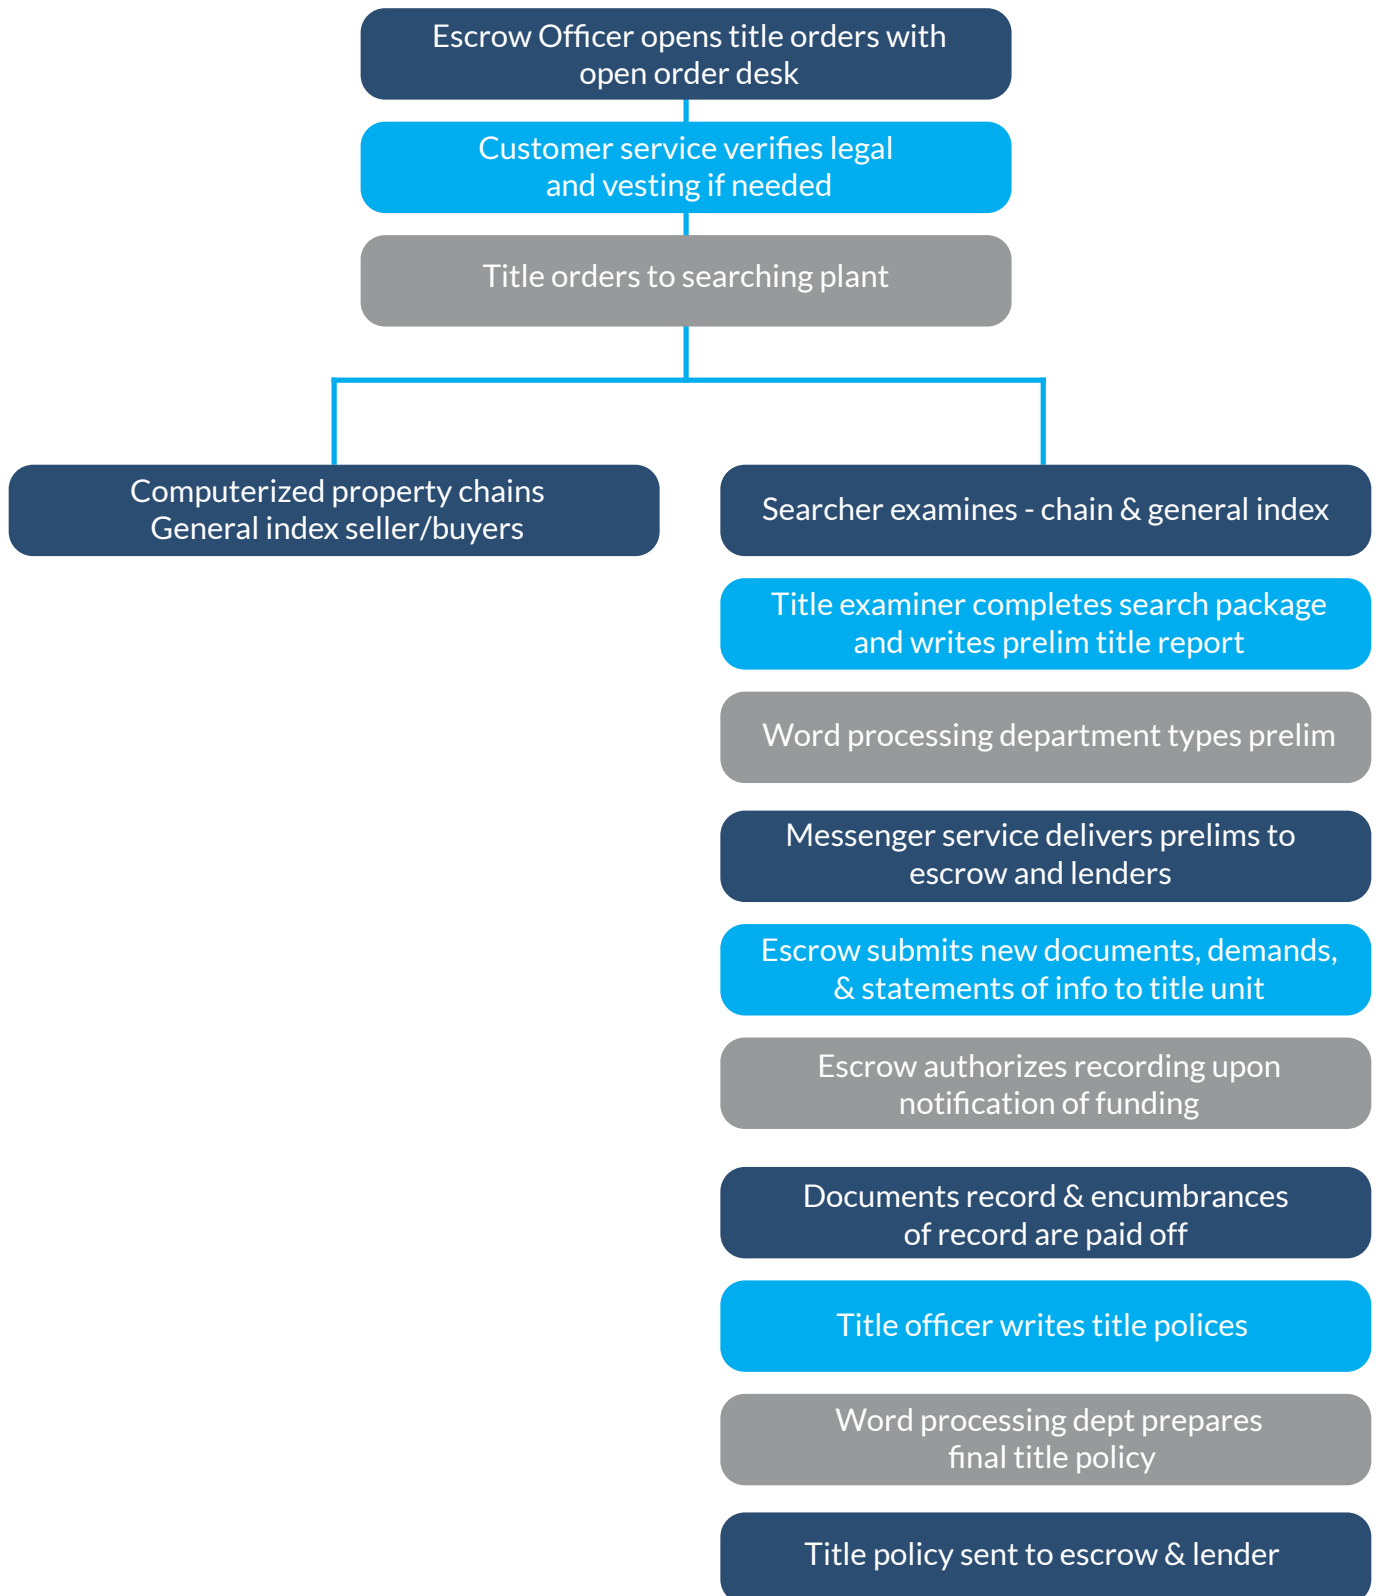 Escrow Officer opens title orders with
open order desk
Customer service verifies legal
and vesting if needed
Title orders to searching plant
Computerized property chains
General index seller/buyers
Searcher examines - chain & general index
Title examiner completes search package
and writes prelim title report
Word processing department types prelim
Messenger service delivers prelims to
escrow and lenders
Escrow submits new documents, demands,
& statements of info to title unit
Escrow authorizes recording upon
notification of funding
Documents record & encumbrances
of record are paid off
Title officer writes title polices
Word processing dept prepares
final title policy
Title policy sent to escrow & lender